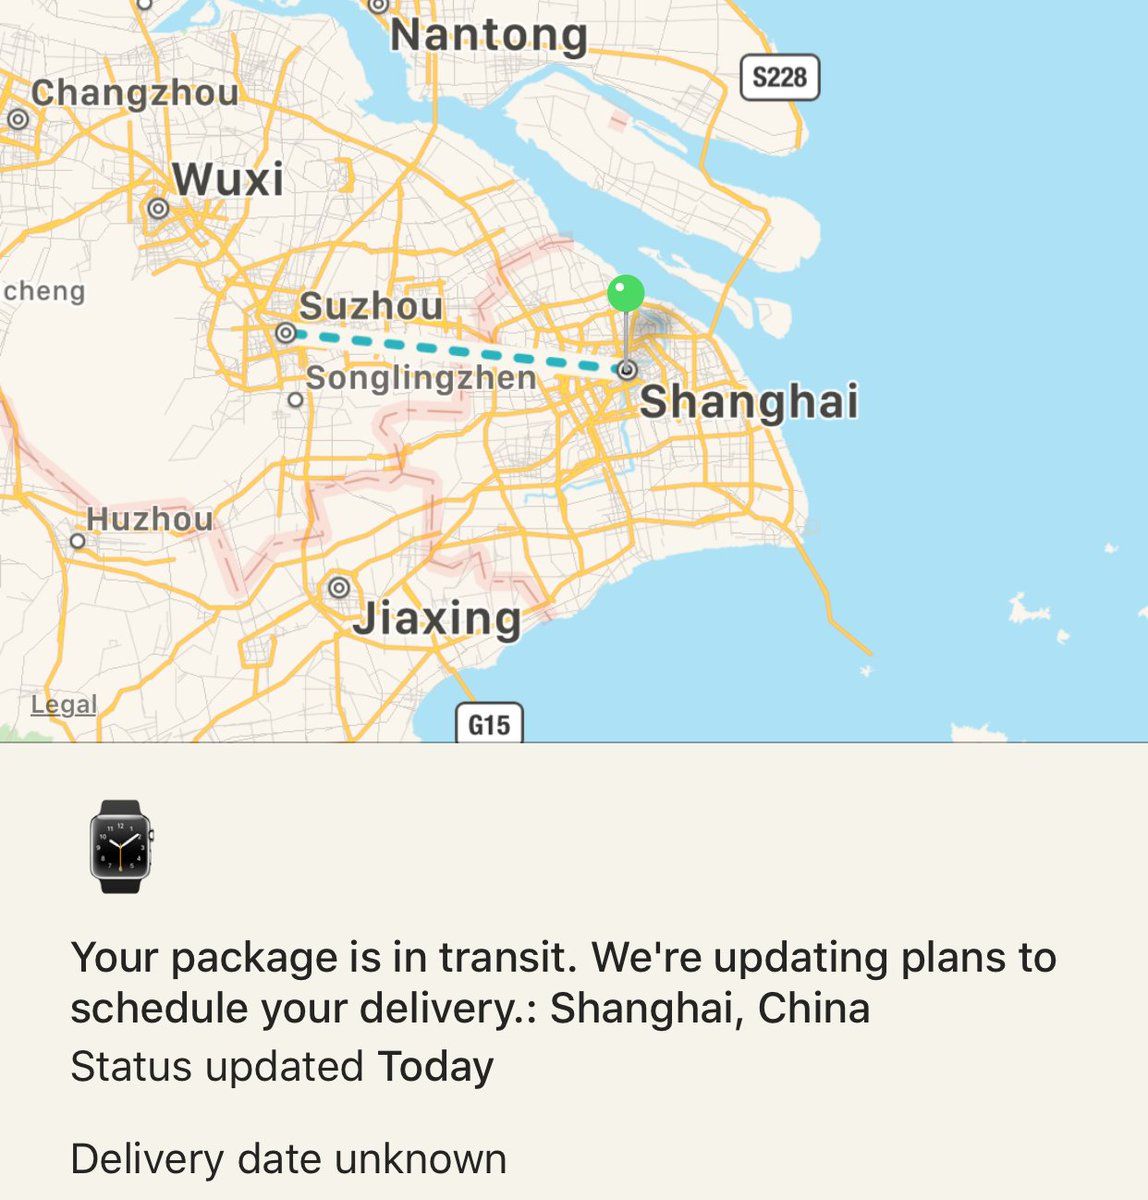 Nantong
S228
Changzhou
Wuxi
cheng
Suzhou
Songlingzhen
Shanghai
Huzhou
Jiaxing
Legal
G15
Your package is in transit. We're updating plans to
schedule your delivery.: Shanghai, China
Status updated Today
Delivery date unknown